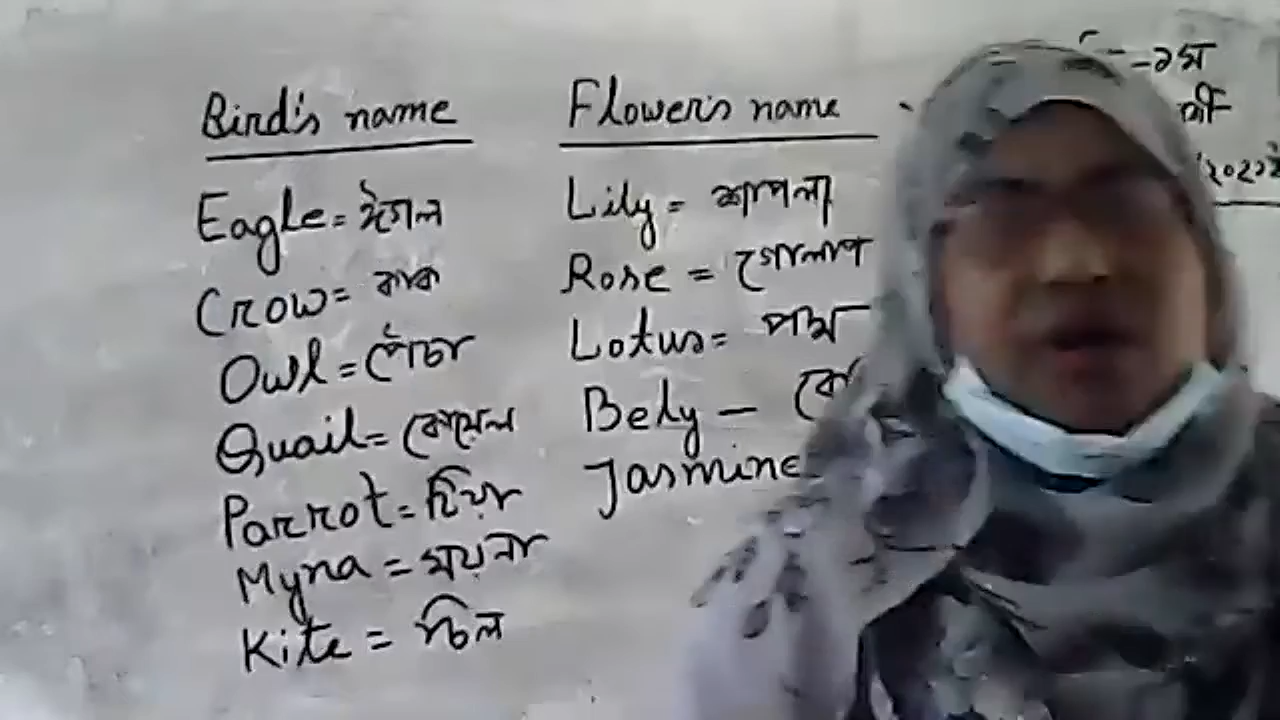 Bird's name
Eagle = ঈগল
Crow = কাক
Owl = পেঁচা
Quail = কোয়েল
Parrot = টিয়া
Myna = ময়না
Kite = চিল
Flower's name
Lily = শাপলা
Rose = গোলাপ
Lotus = পদ্ম
Bely –
Jasmine
-১ম